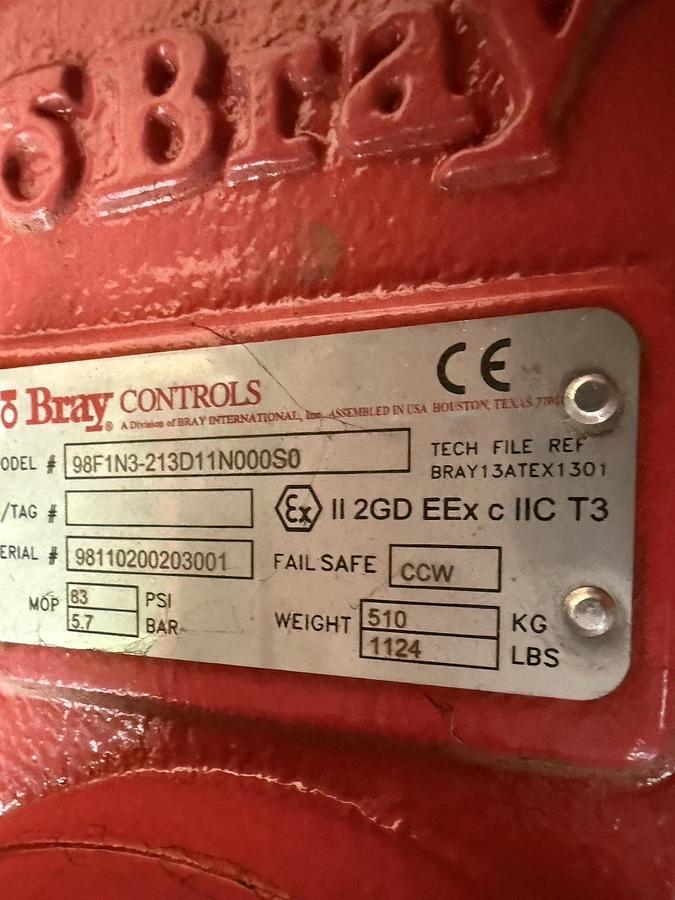 Bray
Bray® CONTROLS
A Division of BRAY INTERNATIONAL, Inc. ASSEMBLED IN USA HOUSTON, TEXAS
CE
ODEL # 98F1N3-213D11N000S0
TECH FILE REF
BRAY13ATEX1301
/TAG #
Ex II 2GD EEx c IIC T3
ERIAL # 98110200203001
FAIL SAFE CCW
MOP 83 PSI
5.7 BAR
WEIGHT 510 KG
1124 LBS